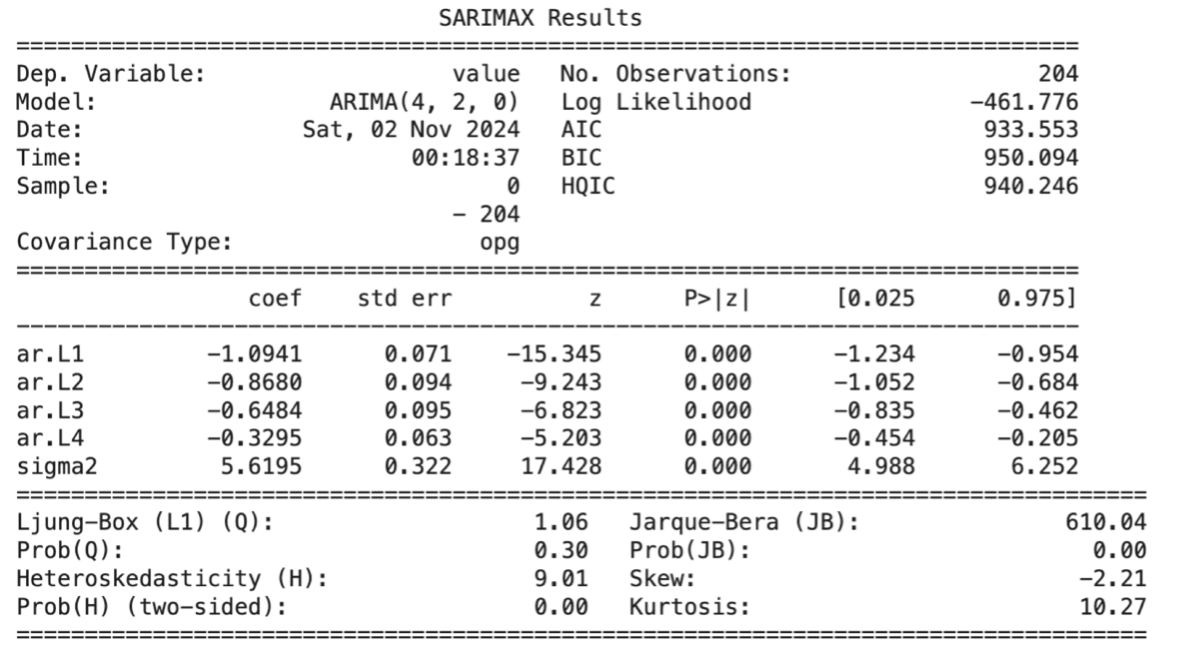 SARIMAX Results
==============================================================================
Dep. Variable: value No. Observations: 204
Model: ARIMA(4, 2, 0) Log Likelihood -461.776
Date: Sat, 02 Nov 2024 AIC 933.553
Time: 00:18:37 BIC 950.094
Sample: 0 HQIC 940.246
- 204
Covariance Type: opg
==============================================================================
coef std err z P>|z| [0.025 0.975]
------------------------------------------------------------------------------
ar.L1 -1.0941 0.071 -15.345 0.000 -1.234 -0.954
ar.L2 -0.8680 0.094 -9.243 0.000 -1.052 -0.684
ar.L3 -0.6484 0.095 -6.823 0.000 -0.835 -0.462
ar.L4 -0.3295 0.063 -5.203 0.000 -0.454 -0.205
sigma2 5.6195 0.322 17.428 0.000 4.988 6.252
===================================================================================
Ljung-Box (L1) (Q): 1.06 Jarque-Bera (JB): 610.04
Prob(Q): 0.30 Prob(JB): 0.00
Heteroskedasticity (H): 9.01 Skew: -2.21
Prob(H) (two-sided): 0.00 Kurtosis: 10.27
===================================================================================